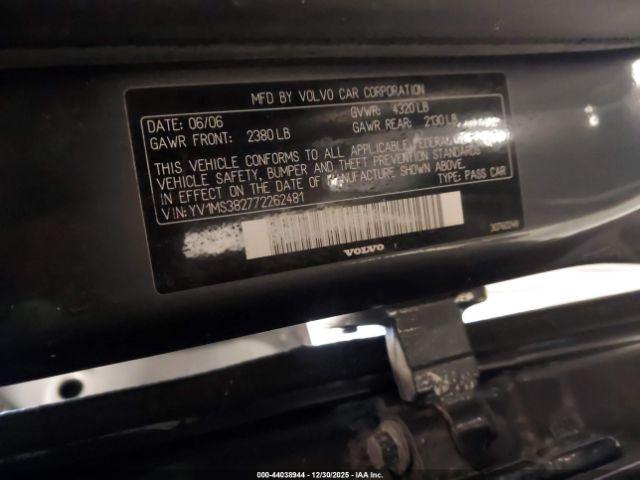 MFD BY VOLVO CAR CORPORATION
DATE: 06/06 GVWR: 4320 LB
GAWR FRONT: 2380 LB GAWR REAR: 2130 LB
THIS VEHICLE CONFORMS TO ALL APPLICABLE FEDERAL
VEHICLE SAFETY, BUMPER AND THEFT PREVENTION STANDARDS
IN EFFECT ON THE DATE OF MANUFACTURE SHOWN ABOVE.
VIN: YV1MS382772262481 TYPE: PASS CAR
VOLVO
000-44038944 - 12/30/2025 - IAA Inc.